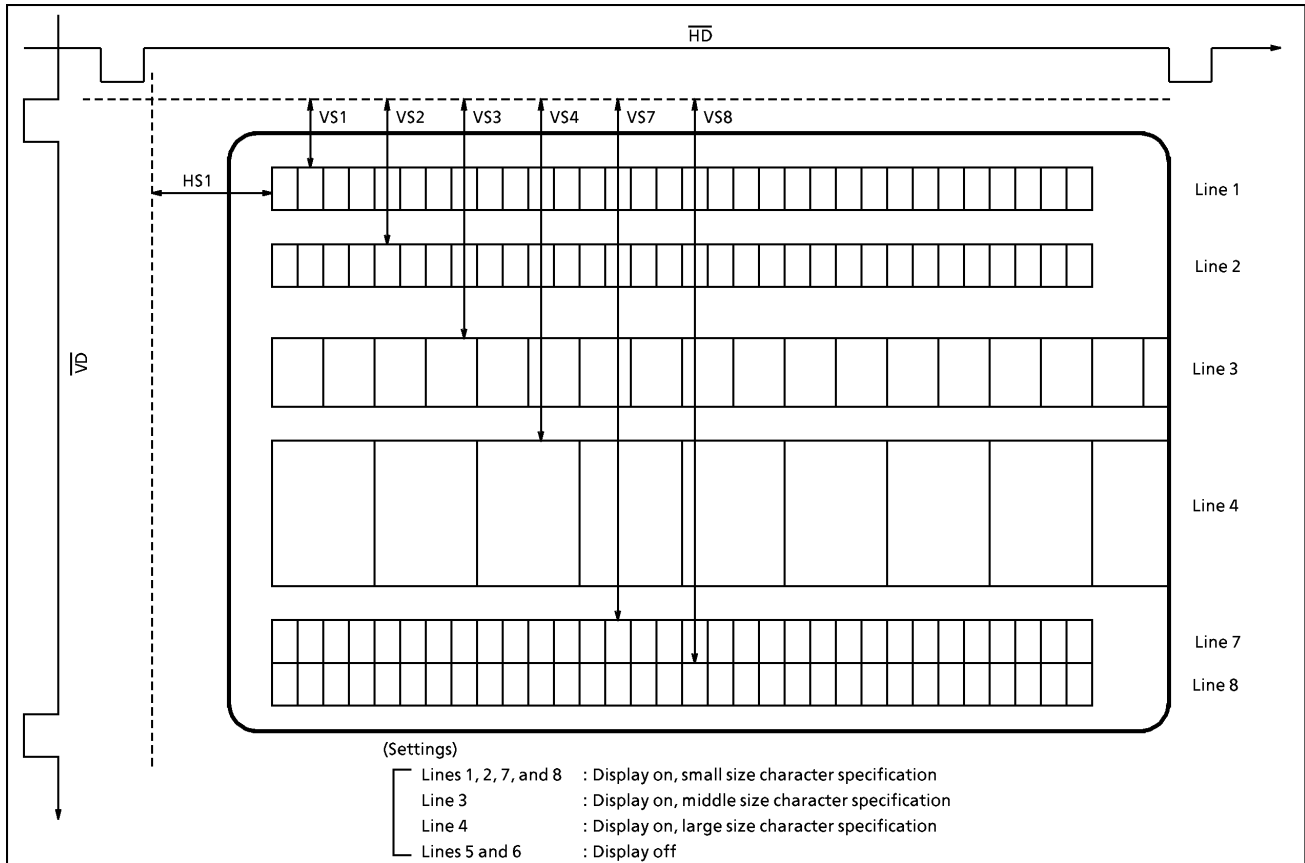 HD
VS1 VS2 VS3 VS4 VS7 VS8
HS1
Line 1
Line 2
VD
Line 3
Line 4
Line 7
Line 8
(Settings)
Lines 1, 2, 7, and 8 : Display on, small size character specification
Line 3 : Display on, middle size character specification
Line 4 : Display on, large size character specification
Lines 5 and 6 : Display off